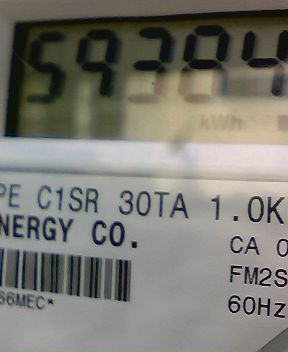 59384
kWh
PE C1SR 30TA 1.0K
NERGY CO.
CA 0
FM2S
S6MEC*
60Hz